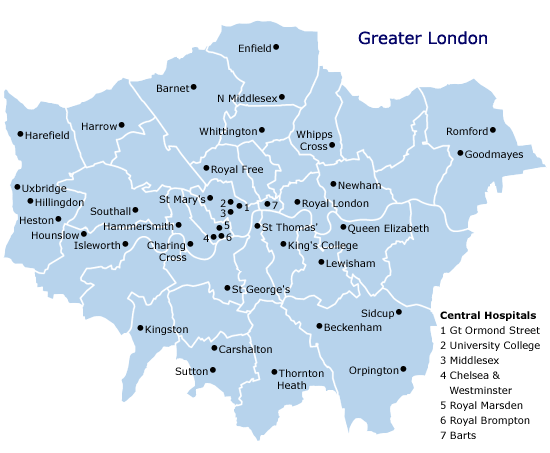 Greater London
Enfield
Barnet
N Middlesex
Harrow
Whittington
Whipps
Cross
Romford
Harefield
Goodmayes
Royal Free
Uxbridge
Newham
Hillingdon
St Mary's
2
1
3
7
Royal London
Southall
Heston
Hammersmith
5
St Thomas'
Queen Elizabeth
Hounslow
4
6
Isleworth
Charing
Cross
King's College
Lewisham
St George's
Sidcup
Kingston
Beckenham
Carshalton
Sutton
Thornton
Heath
Orpington
Central Hospitals
1 Gt Ormond Street
2 University College
3 Middlesex
4 Chelsea &
Westminster
5 Royal Marsden
6 Royal Brompton
7 Barts